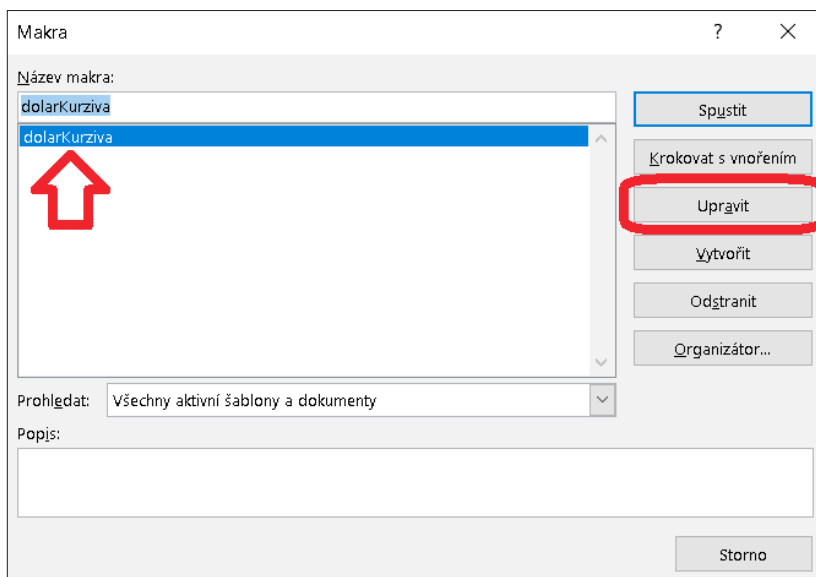 Makra
?
Název makra:
dolarKurziva
dolarKurziva
Spustit
Krokovat s vnořením
Upravit
Vytvořit
Odstranit
Organizátor...
Prohledat: Všechny aktivní šablony a dokumenty
Popis:
Storno